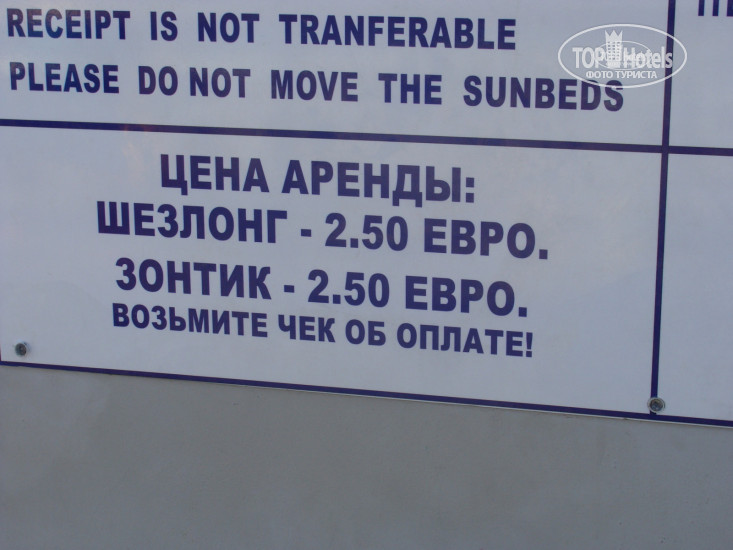 RECEIPT IS NOT TRANFERABLE
PLEASE DO NOT MOVE THE SUNBEDS
ЦЕНА АРЕНДЫ:
ШЕЗЛОНГ - 2.50 ЕВРО.
ЗОНТИК - 2.50 ЕВРО.
ВОЗЬМИТЕ ЧЕК ОБ ОПЛАТЕ!
TOP Hotels
ФОТО ТУРИСТА